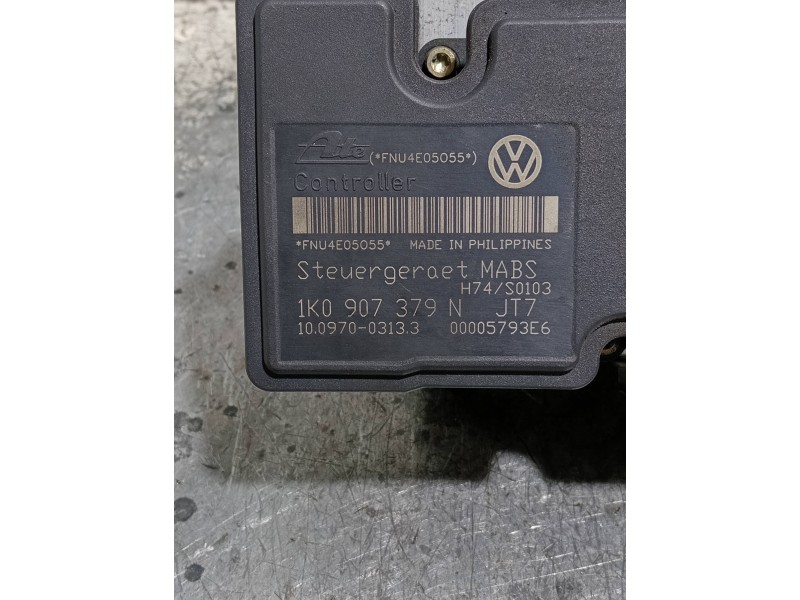 Ate (*FNU4E05055*)
Controller
*FNU4E05055* MADE IN PHILIPPINES
Steuergeraet MABS
H74/S0103
1K0 907 379 N JT7
10.0970-0313.3 00005793E6